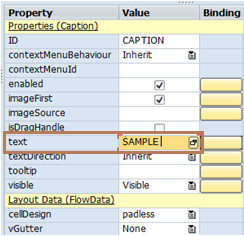 Property Value Binding
Properties (Caption)
ID CAPTION
contextMenuBehaviour Inherit
contextMenuId
enabled
imageFirst
imageSource
isDragHandle
text SAMPLE
textDirection Inherit
tooltip
visible Visible
Layout Data (FlowData)
cellDesign padless
vGutter None